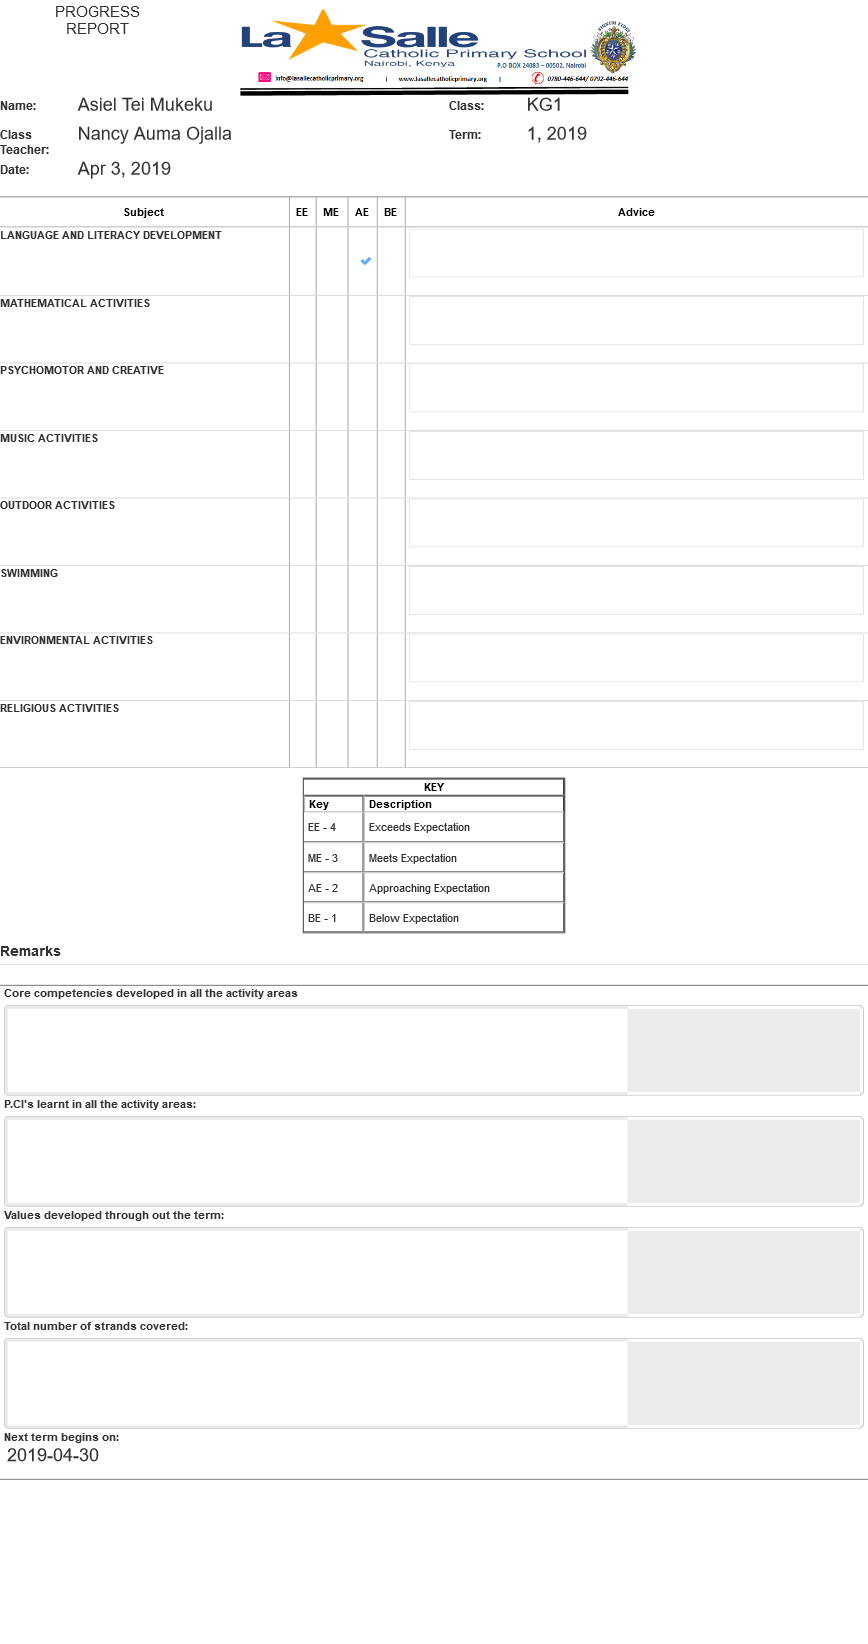 PROGRESS
REPORT
La Salle
Catholic Primary School
Nairobi, Kenya
P.O BOX 24083 – 00502, Nairobi
info@lasallecatholicprimary.org | www.lasallecatholicprimary.org | 0780-446-644/ 0792-446-644
Name: Asiel Tei Mukeku Class: KG1
Class Teacher: Nancy Auma Ojalla Term: 1, 2019
Date: Apr 3, 2019
Subject EE ME AE BE Advice
LANGUAGE AND LITERACY DEVELOPMENT
MATHEMATICAL ACTIVITIES
PSYCHOMOTOR AND CREATIVE
MUSIC ACTIVITIES
OUTDOOR ACTIVITIES
SWIMMING
ENVIRONMENTAL ACTIVITIES
RELIGIOUS ACTIVITIES
KEY
Key Description
EE - 4 Exceeds Expectation
ME - 3 Meets Expectation
AE - 2 Approaching Expectation
BE - 1 Below Expectation
Remarks
Core competencies developed in all the activity areas
P.CI's learnt in all the activity areas:
Values developed through out the term:
Total number of strands covered:
Next term begins on:
2019-04-30